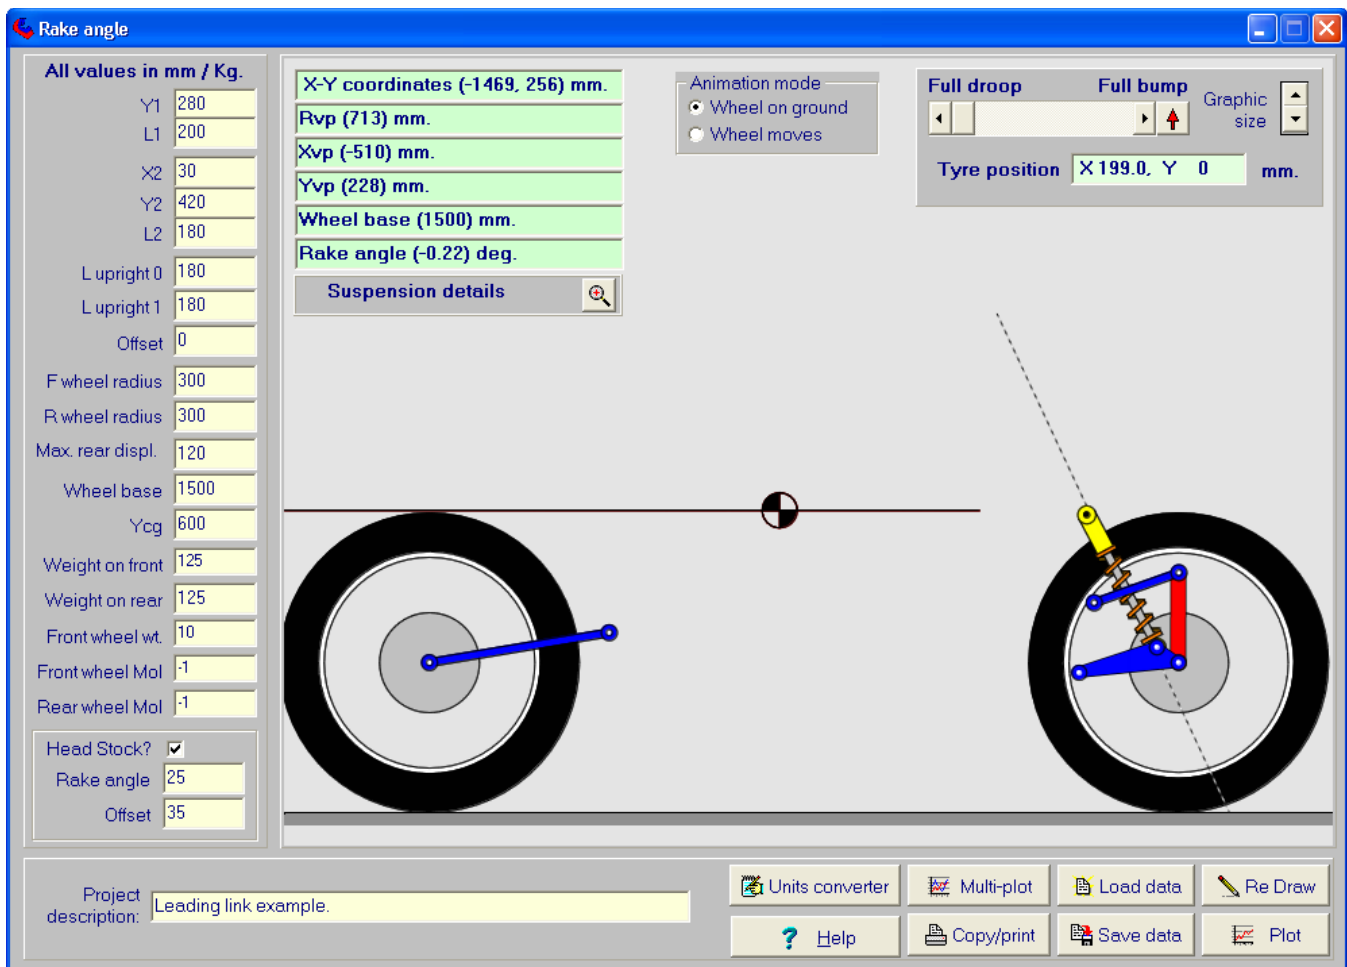 Rake angle
All values in mm / Kg.
Y1 280
L1 200
X2 30
Y2 420
L2 180
L upright 0 180
L upright 1 180
Offset 0
F wheel radius 300
R wheel radius 300
Max. rear displ. 120
Wheel base 1500
Ycg 600
Weight on front 125
Weight on rear 125
Front wheel wt. 10
Front wheel MoI -1
Rear wheel MoI -1
Head Stock?
Rake angle 25
Offset 35
X-Y coordinates (-1469, 256) mm.
Rvp (713) mm.
Xvp (-510) mm.
Yvp (228) mm.
Wheel base (1500) mm.
Rake angle (-0.22) deg.
Suspension details
Animation mode
Wheel on ground
Wheel moves
Full droop Full bump
Graphic
size
Tyre position X 199.0, Y 0 mm.
Project
description: Leading link example.
Units converter
Multi-plot
Load data
Re Draw
Help
Copy/print
Save data
Plot